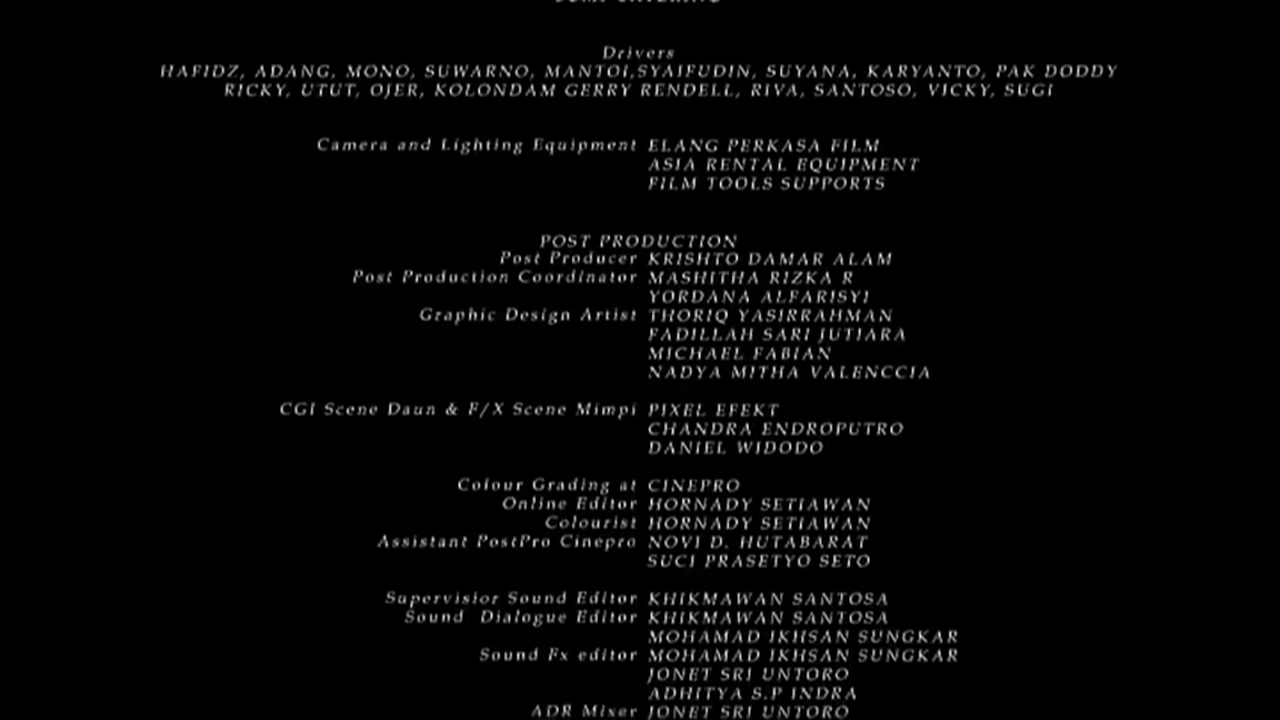 Drivers
HAFIDZ, ADANG, MONO, SUWARNO, MANTOI,SYAIFUDIN, SUYANA, KARYANTO, PAK DODDY
RICKY, UTUT, OJER, KOLONDAM GERRY RENDELL, RIVA, SANTOSO, VICKY, SUGI
Camera and Lighting Equipment ELANG PERKASA FILM
ASIA RENTAL EQUIPMENT
FILM TOOLS SUPPORTS
POST PRODUCTION
Post Producer KRISHTO DAMAR ALAM
Post Production Coordinator MASHITHA RIZKA R
YORDANA ALFARISYI
Graphic Design Artist THORIQ YASIRRAHMAN
FADILLAH SARI JUTIARA
MICHAEL FABIAN
NADYA MITHA VALENCCIA
CGI Scene Daun & F/X Scene Mimpi PIXEL EFEKT
CHANDRA ENDROPUTRO
DANIEL WIDODO
Colour Grading at CINEPRO
Online Editor HORNADY SETIAWAN
Colourist HORNADY SETIAWAN
Assistant PostPro Cinepro NOVI D. HUTABARAT
SUCI PRASETYO SETO
Supervisior Sound Editor KHIKMAWAN SANTOSA
Sound Dialogue Editor KHIKMAWAN SANTOSA
MOHAMAD IKHSAN SUNGKAR
Sound Fx editor MOHAMAD IKHSAN SUNGKAR
JONET SRI UNTORO
ADHITYA S.P INDRA
ADR Mixer JONET SRI UNTORO